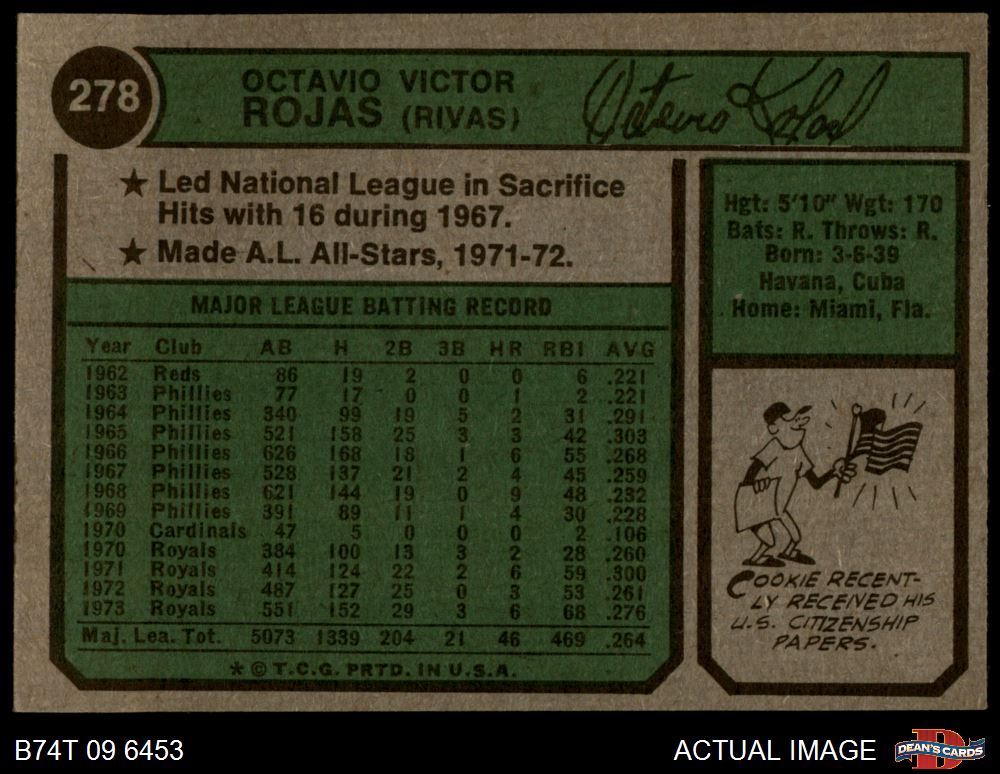 278
OCTAVIO VICTOR
ROJAS (RIVAS)
Octavio Rojas
★ Led National League in Sacrifice
Hits with 16 during 1967.
★ Made A.L. All-Stars, 1971-72.
Hgt: 5'10" Wgt: 170
Bats: R. Throws: R.
Born: 3-6-39
Havana, Cuba
Home: Miami, Fla.
MAJOR LEAGUE BATTING RECORD
Year Club AB H 2B 3B HR RBI AVG
1962 Reds 86 19 2 0 0 6 .221
1963 Phillies 77 17 0 0 1 2 .221
1964 Phillies 340 99 19 5 2 31 .291
1965 Phillies 521 158 25 3 3 42 .303
1966 Phillies 626 168 18 1 6 55 .268
1967 Phillies 528 137 21 2 4 45 .259
1968 Phillies 621 144 19 0 9 48 .232
1969 Phillies 391 89 11 1 4 30 .228
1970 Cardinals 47 5 0 0 0 2 .106
1970 Royals 384 100 13 3 2 28 .260
1971 Royals 414 124 22 2 6 59 .300
1972 Royals 487 127 25 0 3 53 .261
1973 Royals 551 152 29 3 6 68 .276
Maj. Lea. Tot. 5073 1339 204 21 46 469 .264
* © T.C.G. PRTD. IN U.S.A.
COOKIE RECENT-
LY RECEIVED HIS
U.S. CITIZENSHIP
PAPERS.
B74T 09 6453
ACTUAL IMAGE
D
DEAN'S CARDS